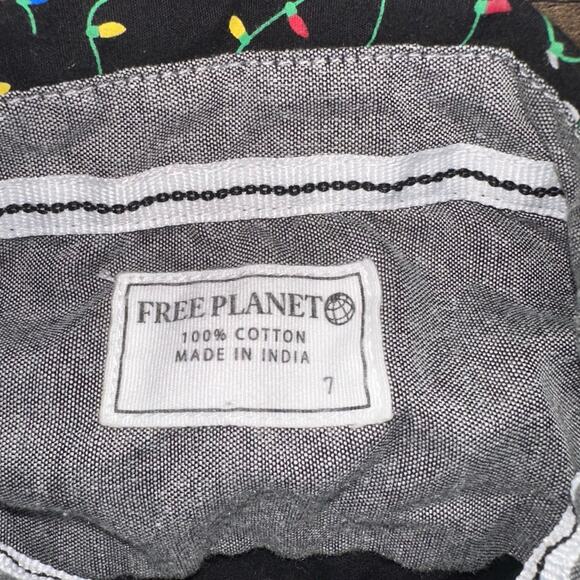 FREE PLANET
100% COTTON
MADE IN INDIA
7